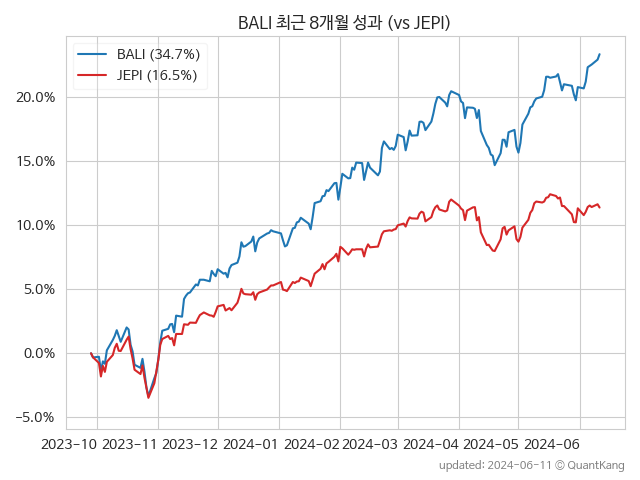 BALI 최근 8개월 성과 (vs JEPI)
BALI (34.7%)
JEPI (16.5%)
20.0%
15.0%
10.0%
5.0%
0.0%
−5.0%
2023−10 2023−11 2023−12 2024−01 2024−02 2024−03 2024−04 2024−05 2024−06
updated: 2024-06-11 © QuantKang